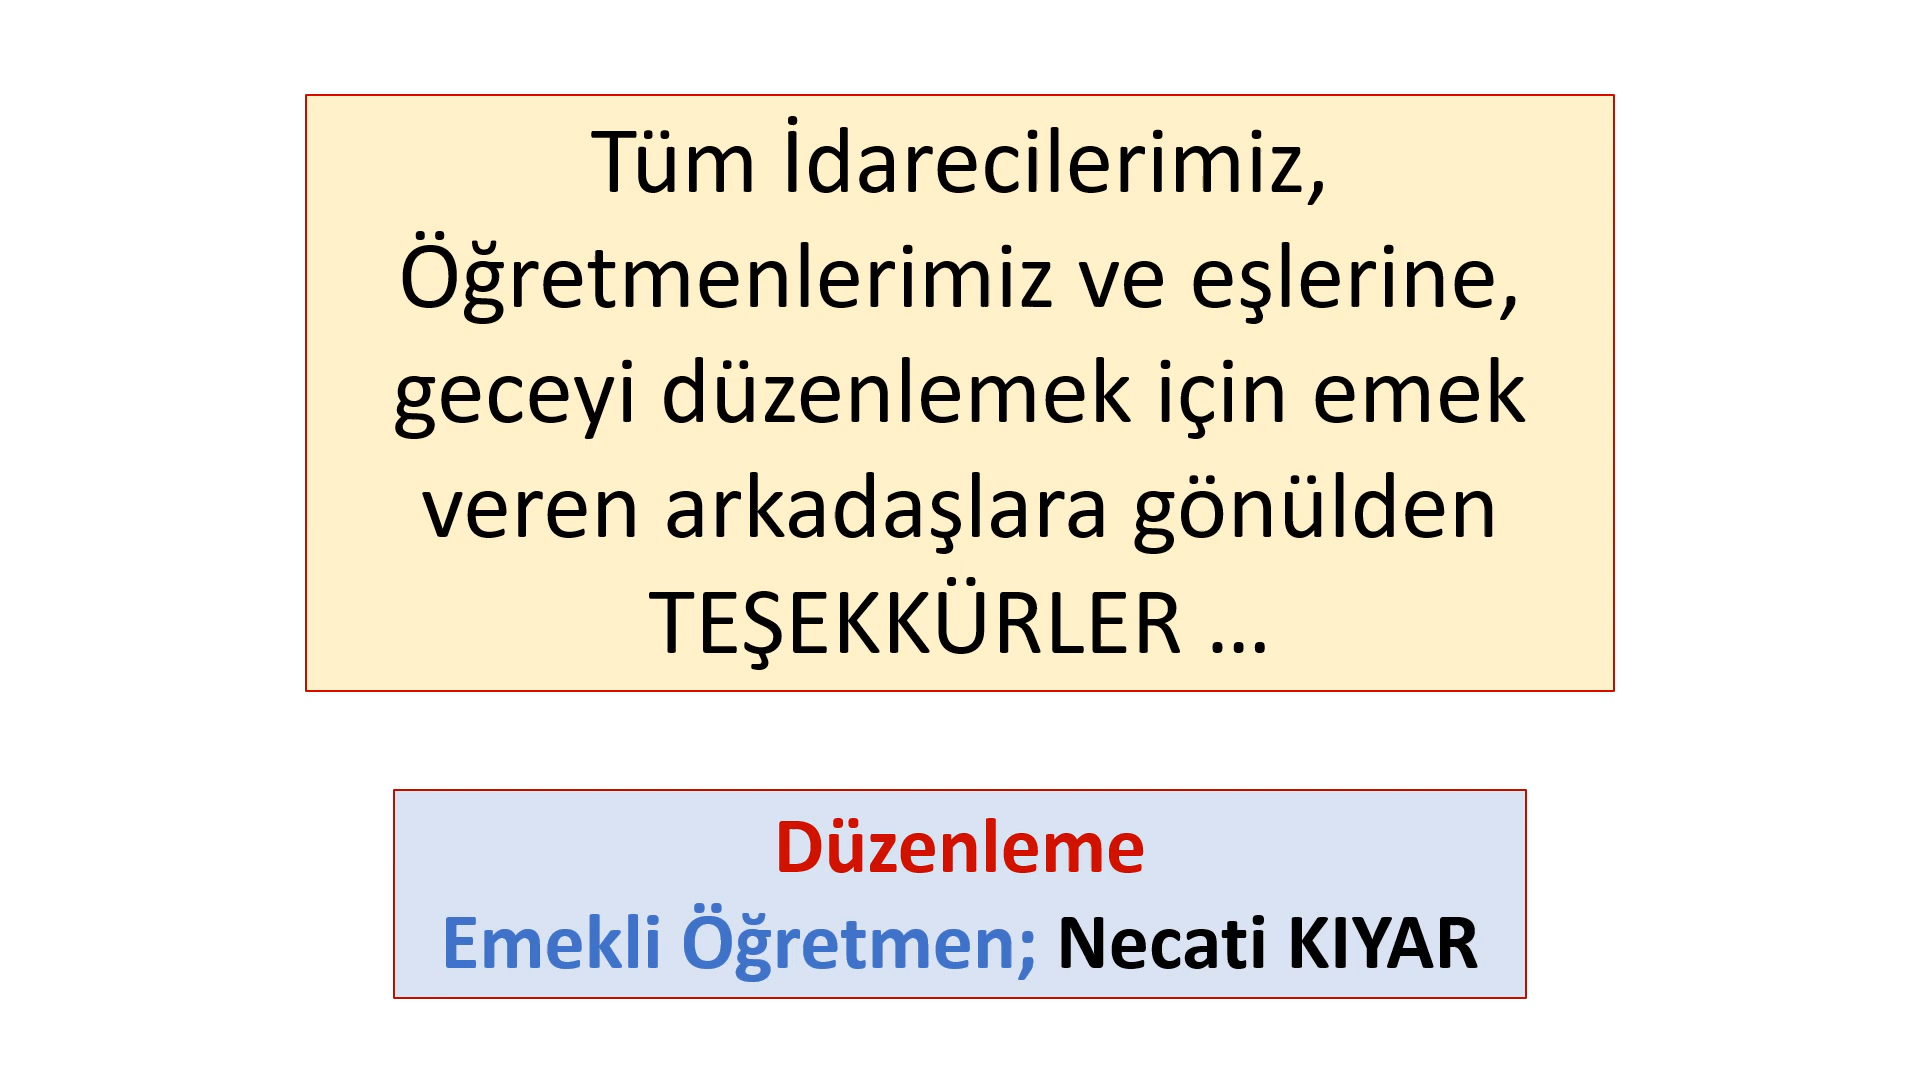 Tüm İdarecilerimiz,
Öğretmenlerimiz ve eşlerine,
geceyi düzenlemek için emek
veren arkadaşlara gönülden
TEŞEKKÜRLER ...
Düzenleme
Emekli Öğretmen; Necati KIYAR